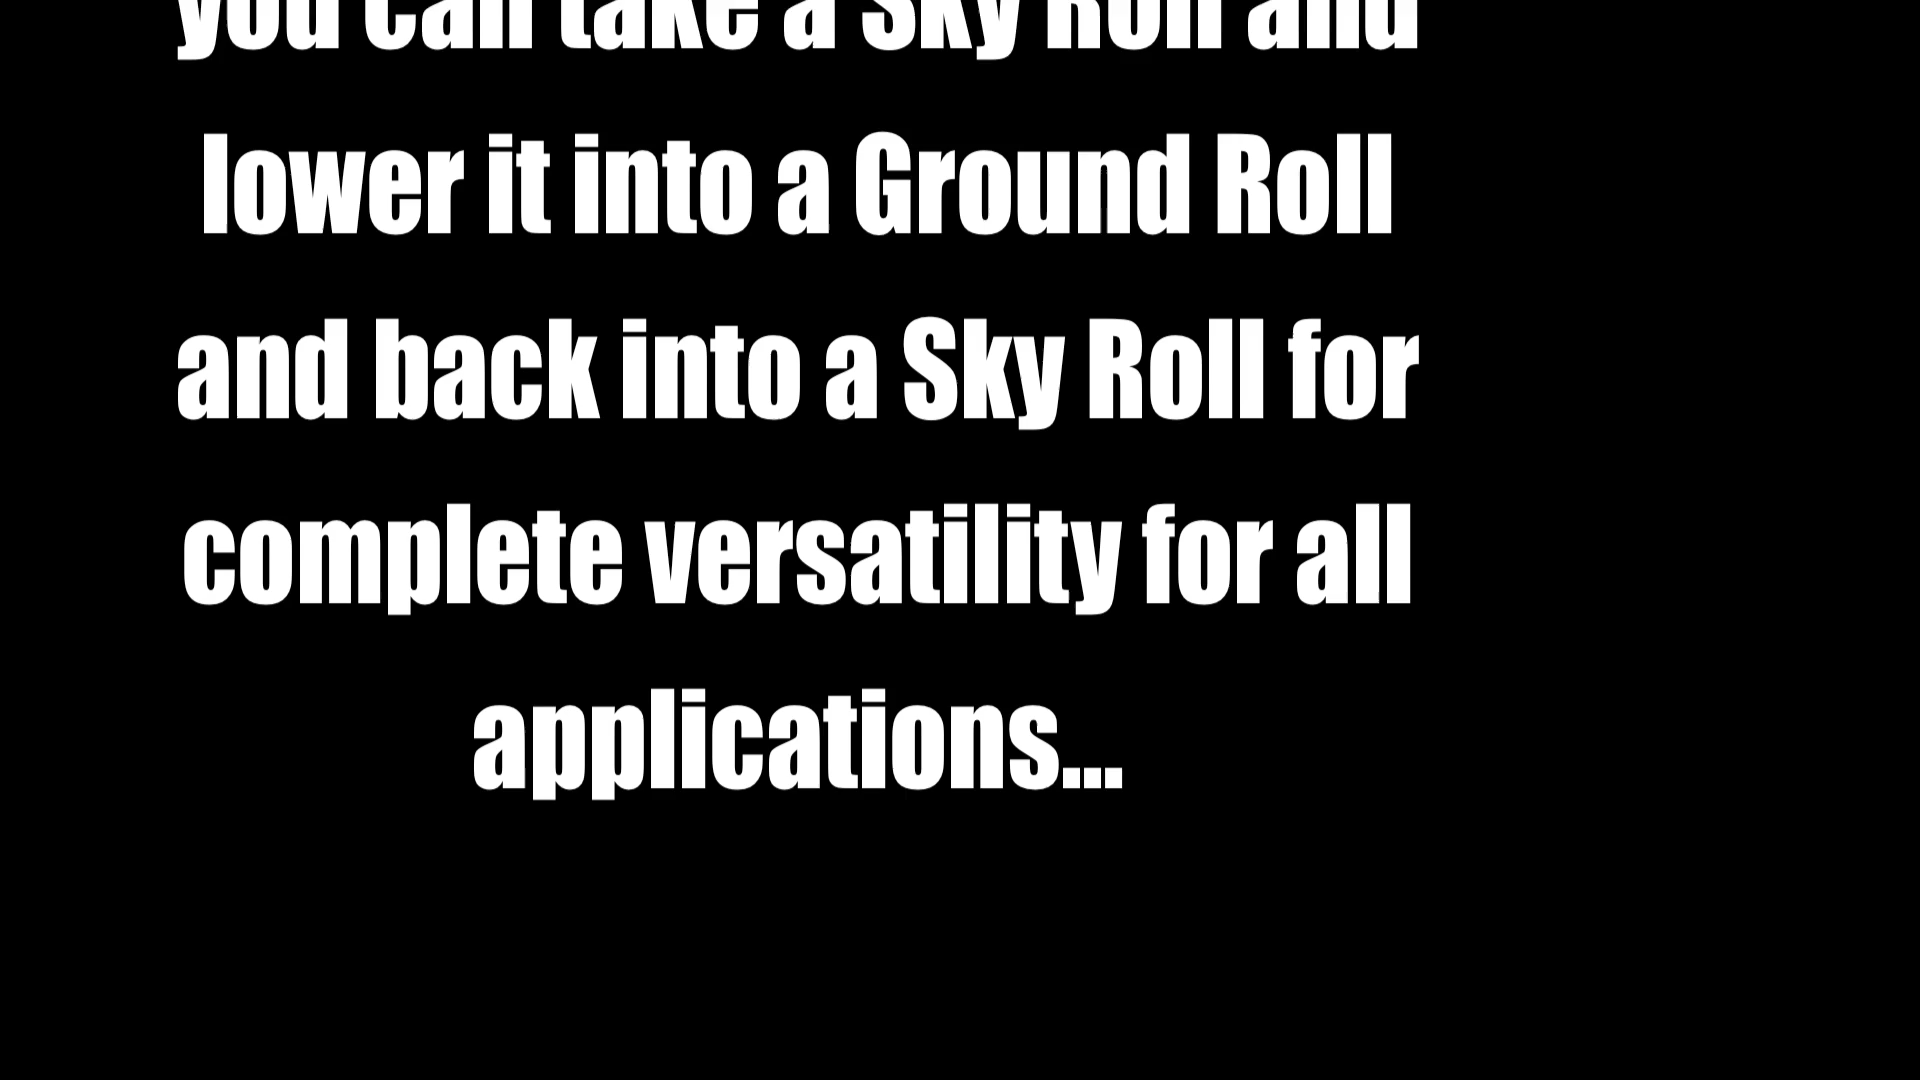 you can take a Sky Roll and
lower it into a Ground Roll
and back into a Sky Roll for
complete versatility for all
applications...